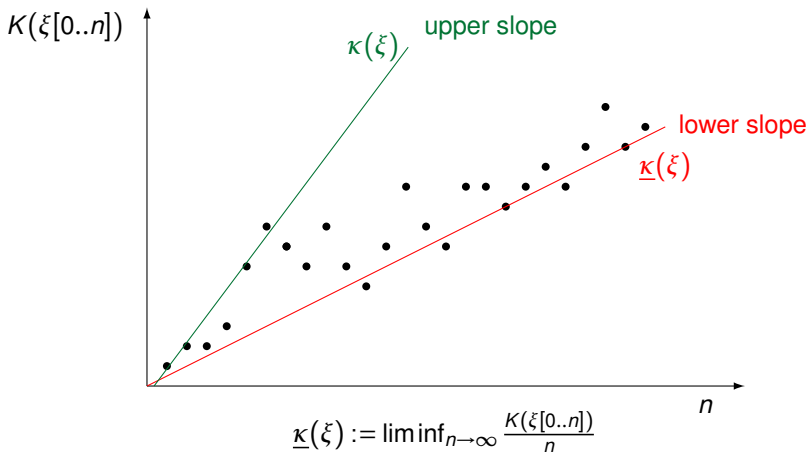 K(ξ[0..n])
upper slope
κ(ξ)
lower slope
κ̲(ξ)
n
κ̲(ξ) := lim inf_{n→∞} K(ξ[0..n]) / n